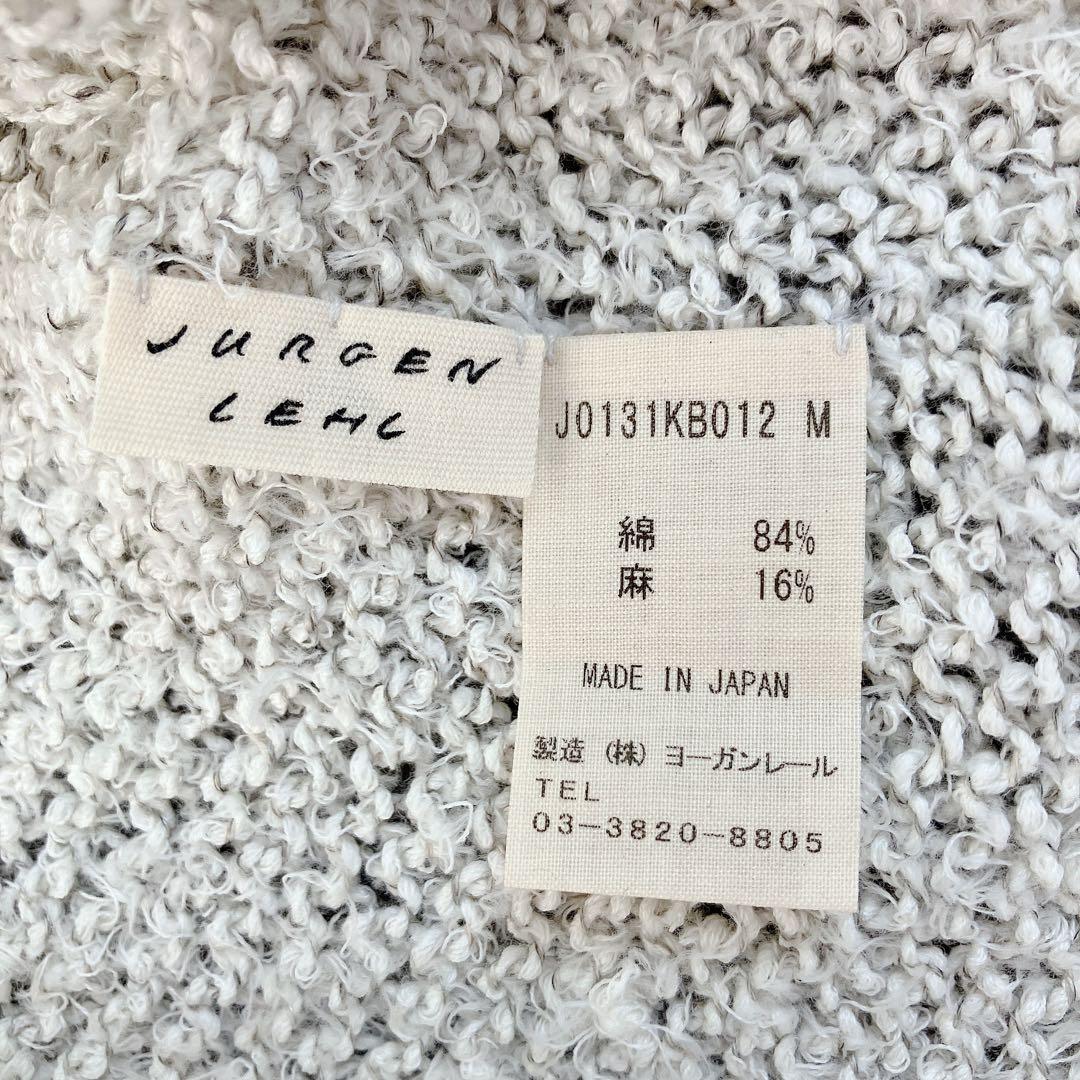 JURGEN
LEHL
J0131KB012 M
綿 84%
麻 16%
MADE IN JAPAN
製造 (株) ヨーガンレール
TEL
03-3820-8805